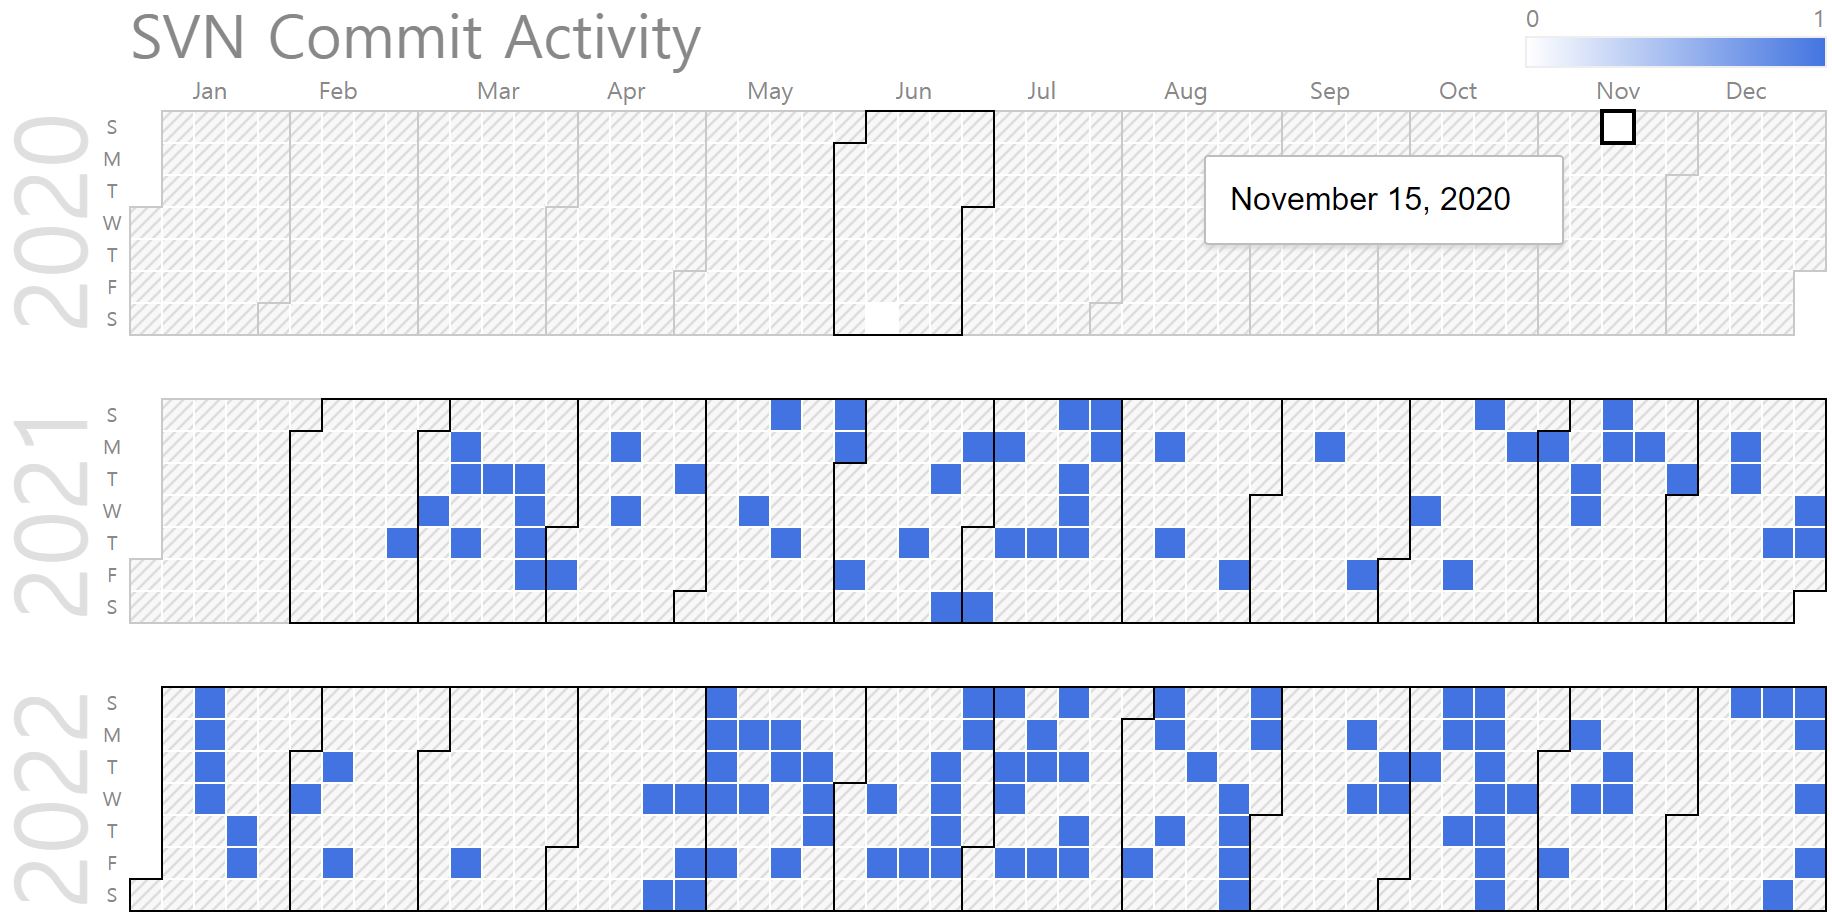 SVN Commit Activity
0 1
Jan Feb Mar Apr May Jun Jul Aug Sep Oct Nov Dec
2020
S
M
T
W
T
F
S
November 15, 2020
2021
S
M
T
W
T
F
S
2022
S
M
T
W
T
F
S